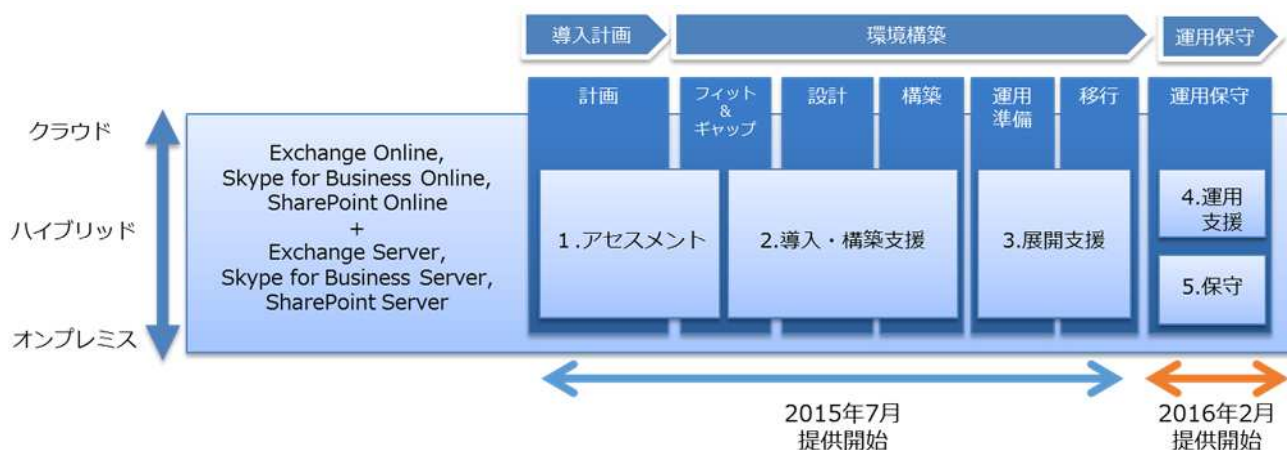 導入計画
環境構築
運用保守
計画
フィット
&
ギャップ
設計
構築
運用
準備
移行
運用保守
クラウド
ハイブリッド
オンプレミス
Exchange Online,
Skype for Business Online,
SharePoint Online
+
Exchange Server,
Skype for Business Server,
SharePoint Server
1.アセスメント
2.導入・構築支援
3.展開支援
4.運用
支援
5.保守
2015年7月
提供開始
2016年2月
提供開始